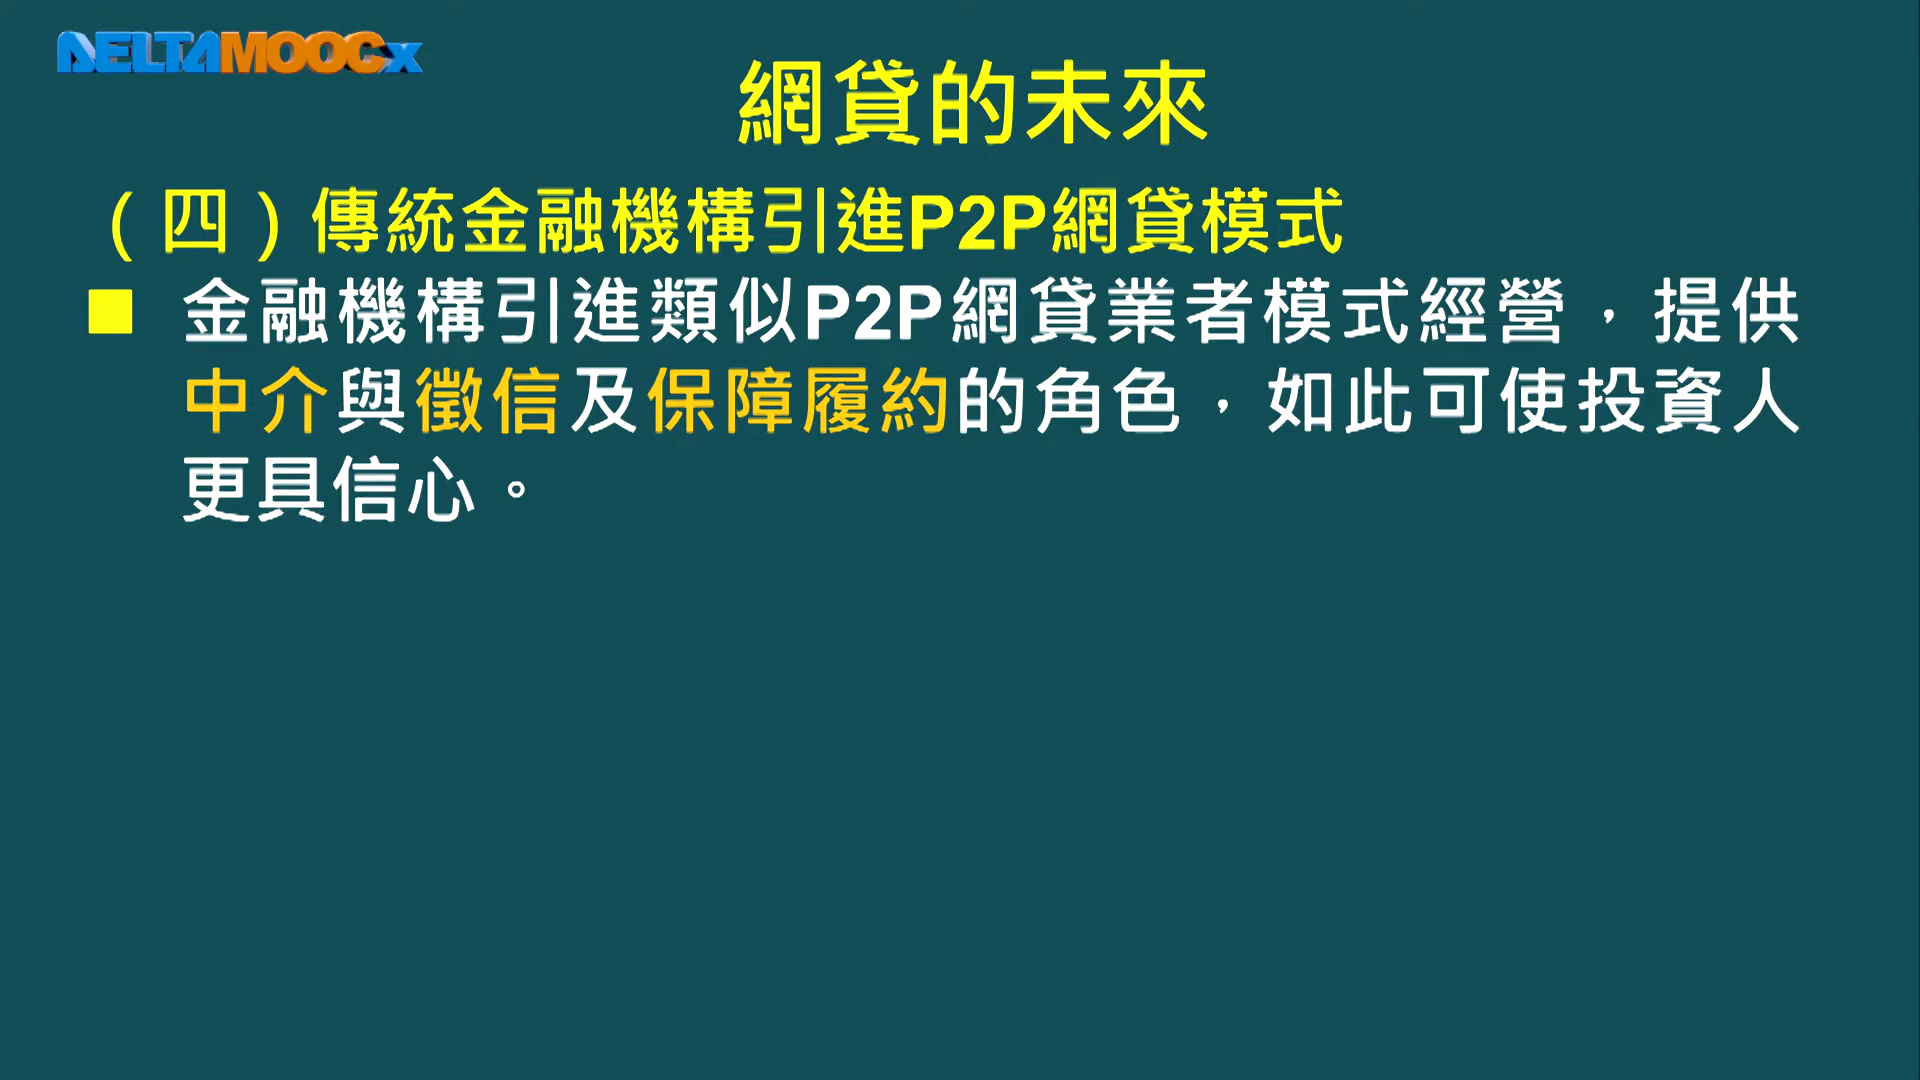 DELTAMOOCx
網貸的未來
（四）傳統金融機構引進P2P網貸模式
金融機構引進類似P2P網貸業者模式經營，提供
中介與徵信及保障履約的角色，如此可使投資人
更具信心。